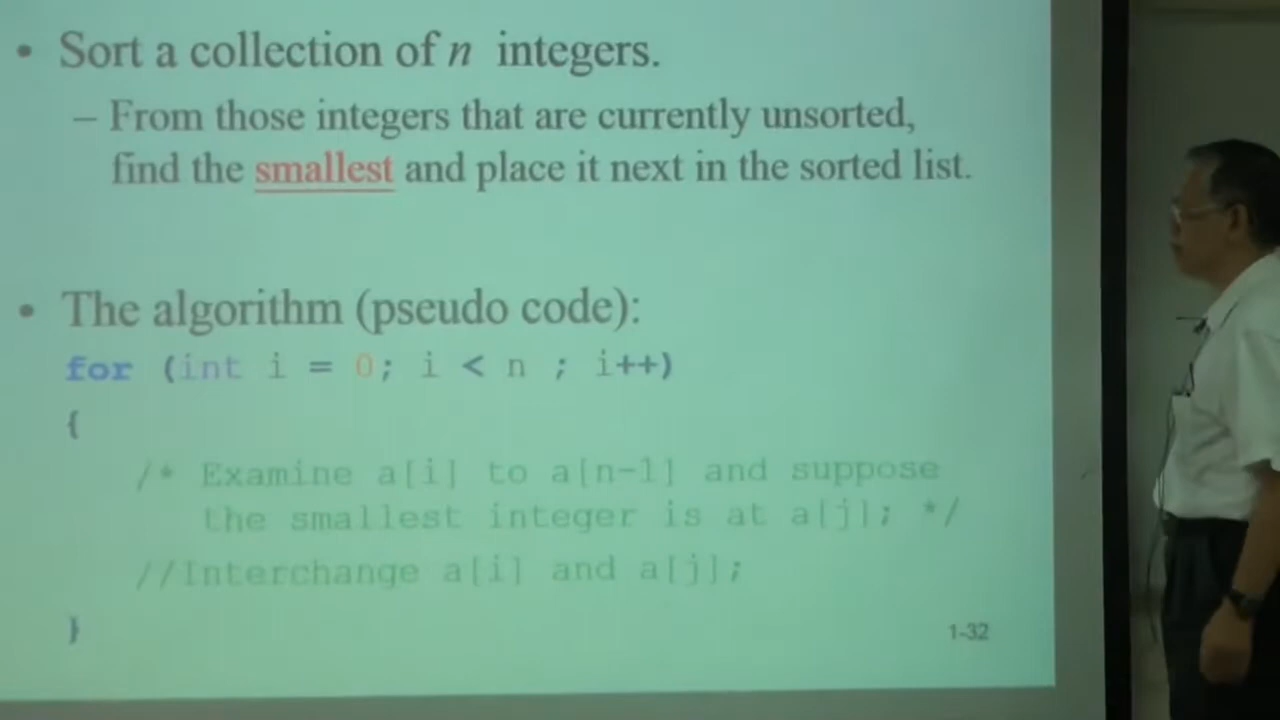 • Sort a collection of n integers.
– From those integers that are currently unsorted,
find the smallest and place it next in the sorted list.
• The algorithm (pseudo code):
for (int i = 0; i < n ; i++)
{
/* Examine a[i] to a[n-1] and suppose
the smallest integer is at a[j]; */
//Interchange a[i] and a[j];
}
1-32